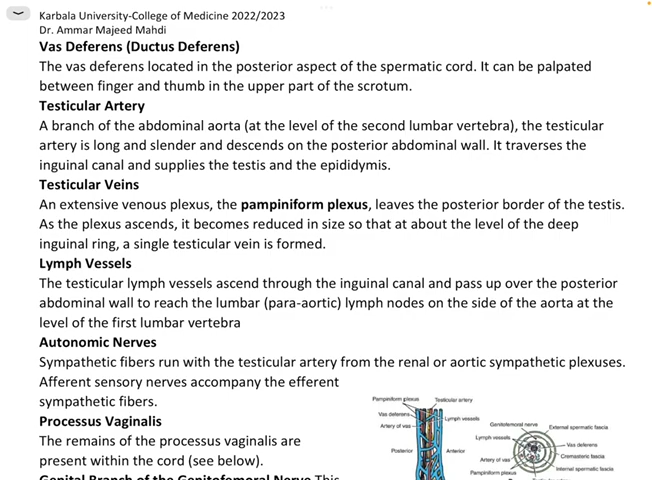 Karbala University-College of Medicine 2022/2023
Dr. Ammar Majeed Mahdi
Vas Deferens (Ductus Deferens)
The vas deferens located in the posterior aspect of the spermatic cord. It can be palpated
between finger and thumb in the upper part of the scrotum.
Testicular Artery
A branch of the abdominal aorta (at the level of the second lumbar vertebra), the testicular
artery is long and slender and descends on the posterior abdominal wall. It traverses the
inguinal canal and supplies the testis and the epididymis.
Testicular Veins
An extensive venous plexus, the pampiniform plexus, leaves the posterior border of the testis.
As the plexus ascends, it becomes reduced in size so that at about the level of the deep
inguinal ring, a single testicular vein is formed.
Lymph Vessels
The testicular lymph vessels ascend through the inguinal canal and pass up over the posterior
abdominal wall to reach the lumbar (para-aortic) lymph nodes on the side of the aorta at the
level of the first lumbar vertebra
Autonomic Nerves
Sympathetic fibers run with the testicular artery from the renal or aortic sympathetic plexuses.
Afferent sensory nerves accompany the efferent
sympathetic fibers.
Processus Vaginalis
The remains of the processus vaginalis are
present within the cord (see below).
Genital Branch of the Genitofemoral Nerve This
Pampiniform plexus
Testicular artery
Vas deferens
Lymph vessels
Artery of vas
Posterior
Anterior
Genitofemoral nerve
External spermatic fascia
Lymph vessels
Vas deferens
Cremasteric fascia
Artery of vas
Internal spermatic fascia
Pampiniform plexus